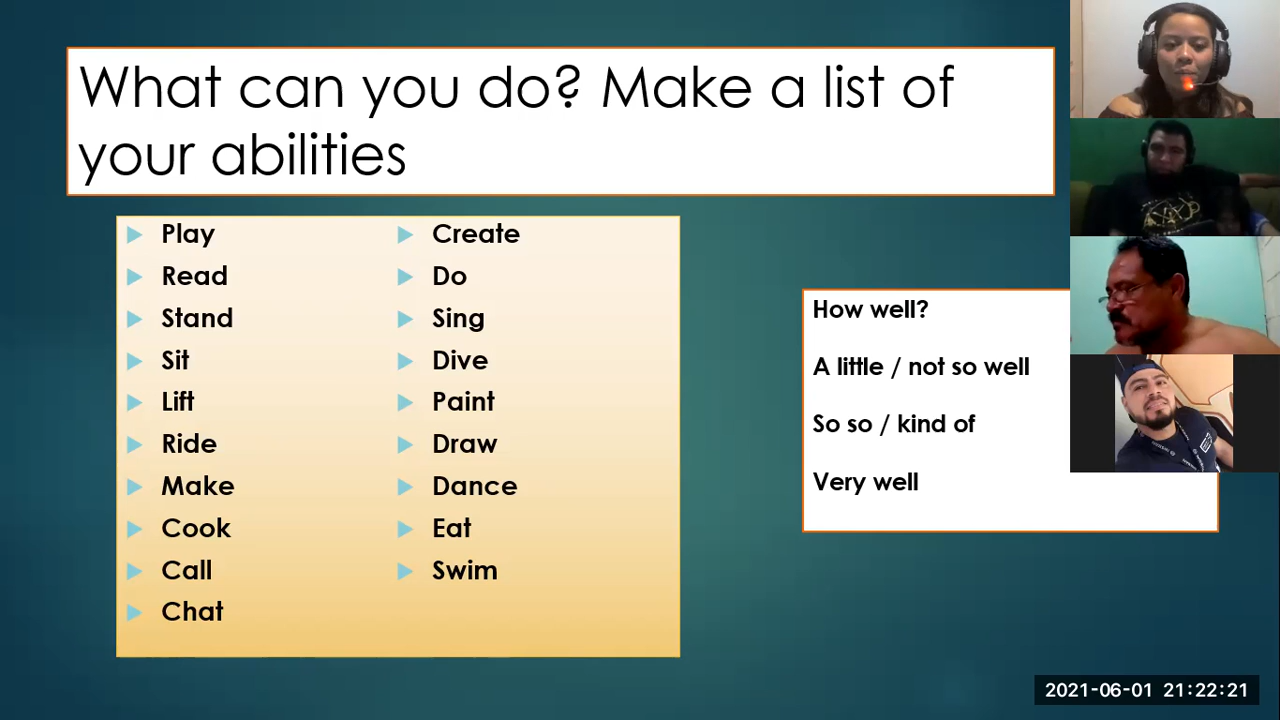 What can you do? Make a list of
your abilities
Play
Read
Stand
Sit
Lift
Ride
Make
Cook
Call
Chat
Create
Do
Sing
Dive
Paint
Draw
Dance
Eat
Swim
How well?
A little / not so well
So so / kind of
Very well
2021-06-01 21:22:21